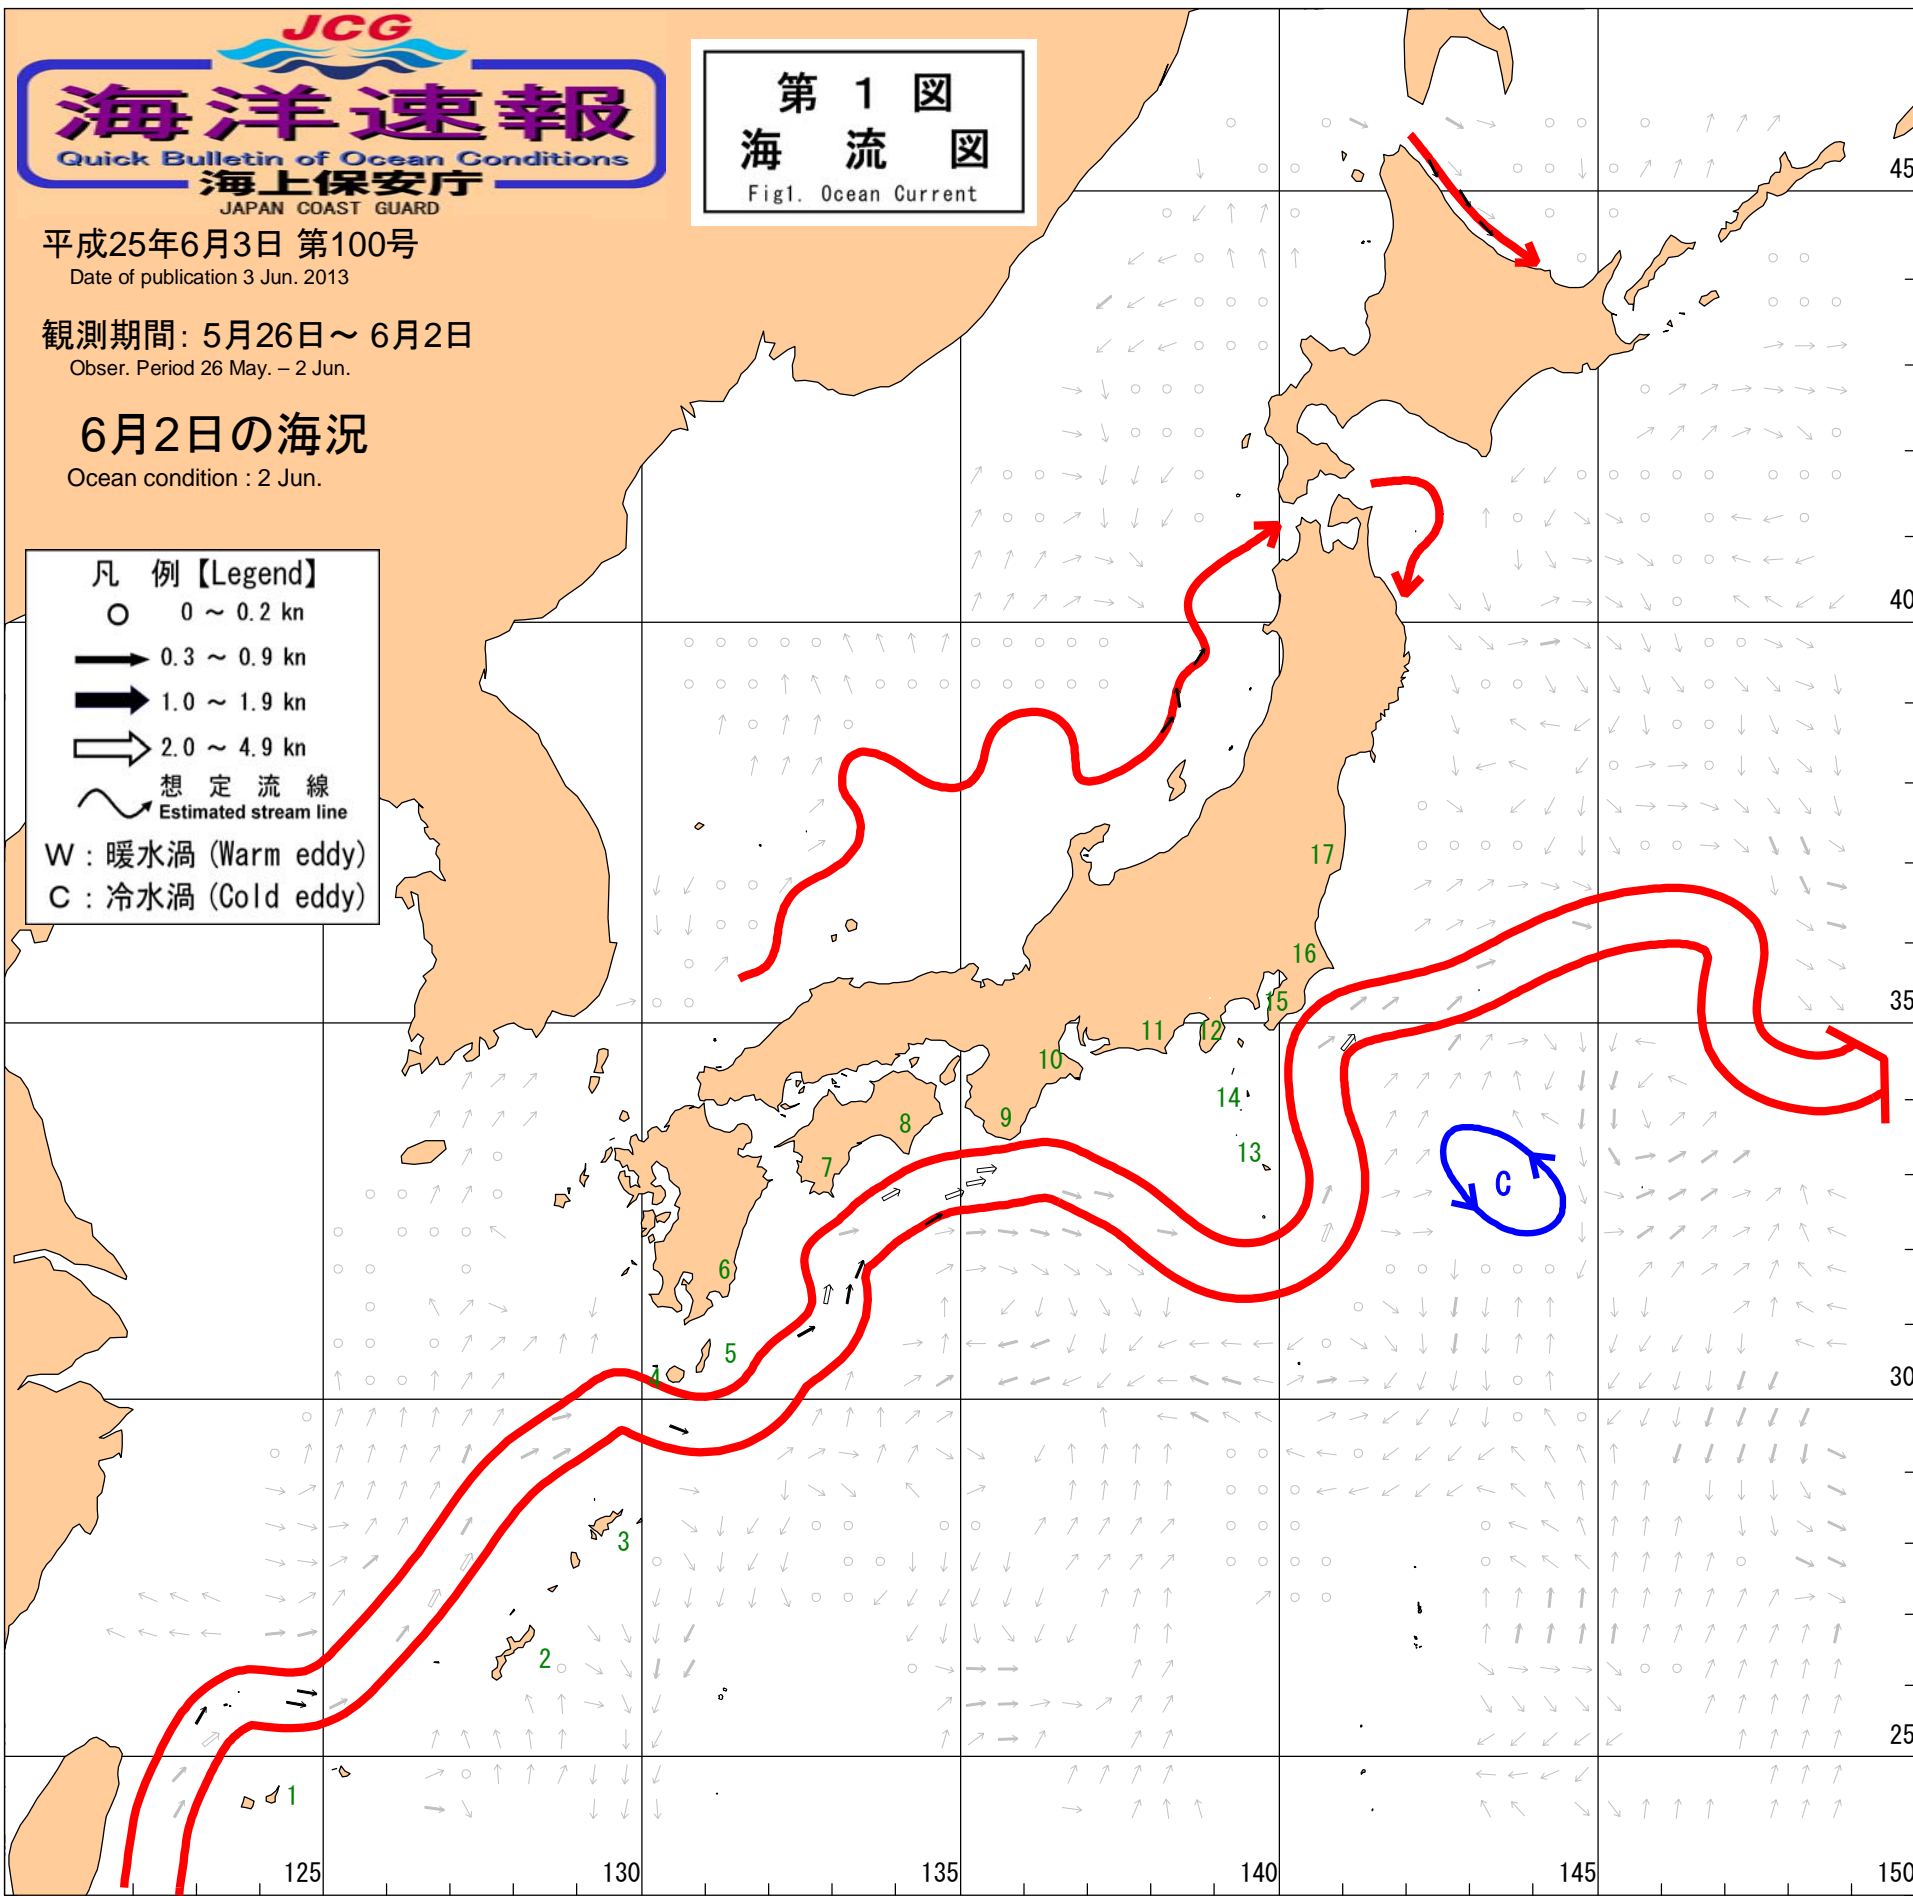 JCG
海洋速報
Quick Bulletin of Ocean Conditions
海上保安庁
JAPAN COAST GUARD
第 1 図
海 流 図
Fig1. Ocean Current
平成25年6月3日 第100号
Date of publication 3 Jun. 2013
観測期間: 5月26日~ 6月2日
Obser. Period 26 May. – 2 Jun.
6月2日の海況
Ocean condition : 2 Jun.
凡 例【Legend】
0 ~ 0.2 kn
0.3 ~ 0.9 kn
1.0 ~ 1.9 kn
2.0 ~ 4.9 kn
想 定 流 線
Estimated stream line
W : 暖水渦 (Warm eddy)
C : 冷水渦 (Cold eddy)
45
40
17
16
35
15
12
11
10
14
9
8
13
7
C
6
5
4
30
3
2
25
1
125
130
135
140
145
150